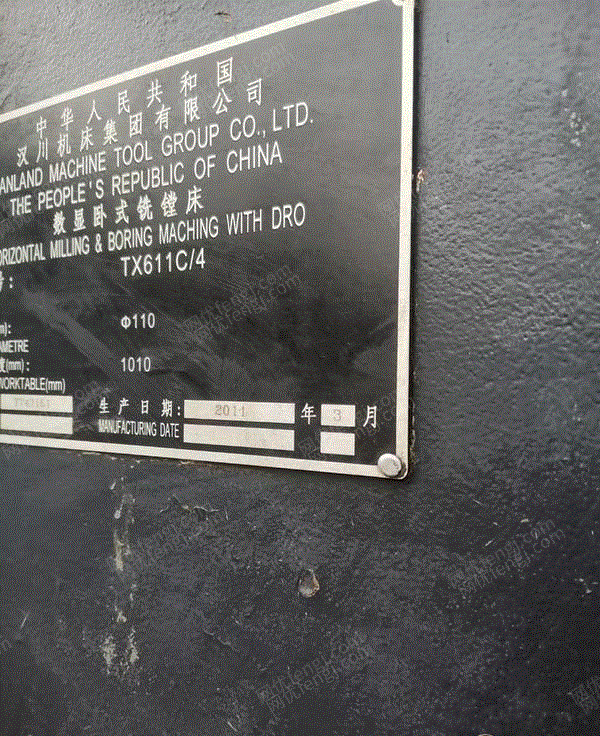 中华人民共和国
汉川机床集团有限公司
ANLAND MACHINE TOOL GROUP CO., LTD.
THE PEOPLE'S REPUBLIC OF CHINA
数显卧式铣镗床
ORIZONTAL MILLING & BORING MACHING WITH DRO
号: TX611C/4
m): Φ110
AMETRE
度(mm): 1010
WORKTABLE(mm)
生产日期: 2011 年 3 月
MANUFACTURING DATE